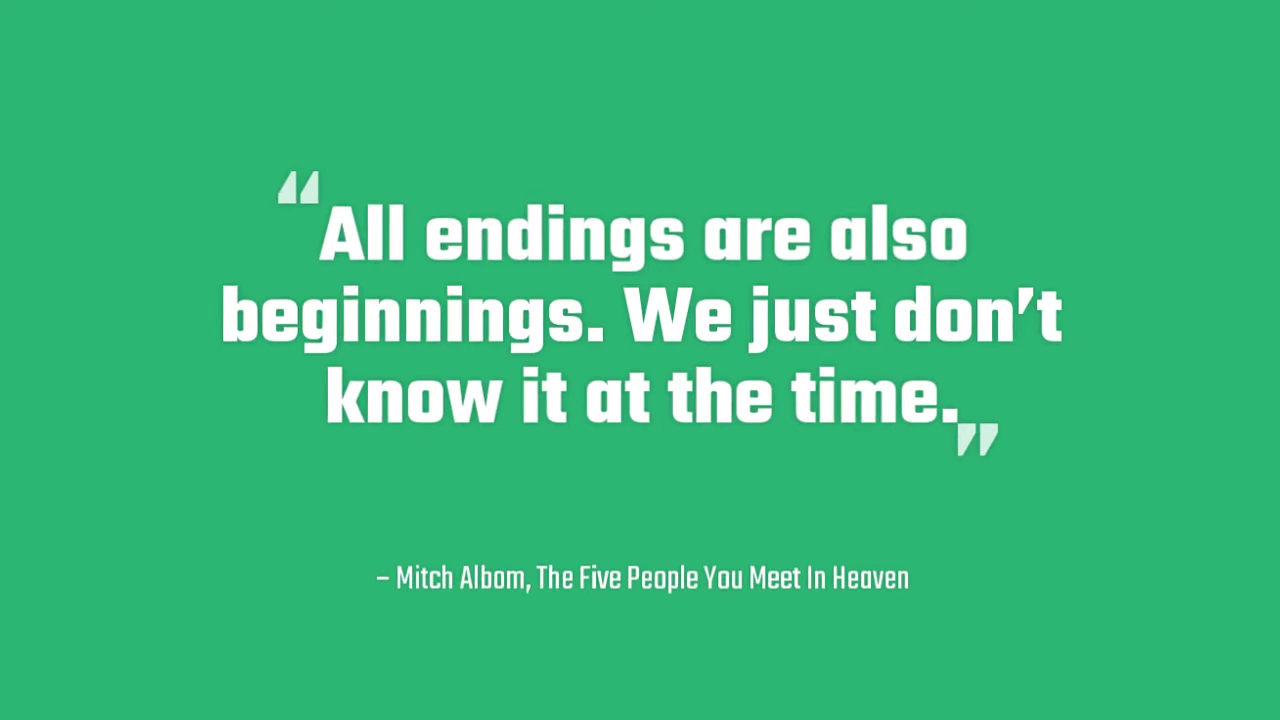 “All endings are also
beginnings. We just don’t
know it at the time.”
– Mitch Albom, The Five People You Meet In Heaven